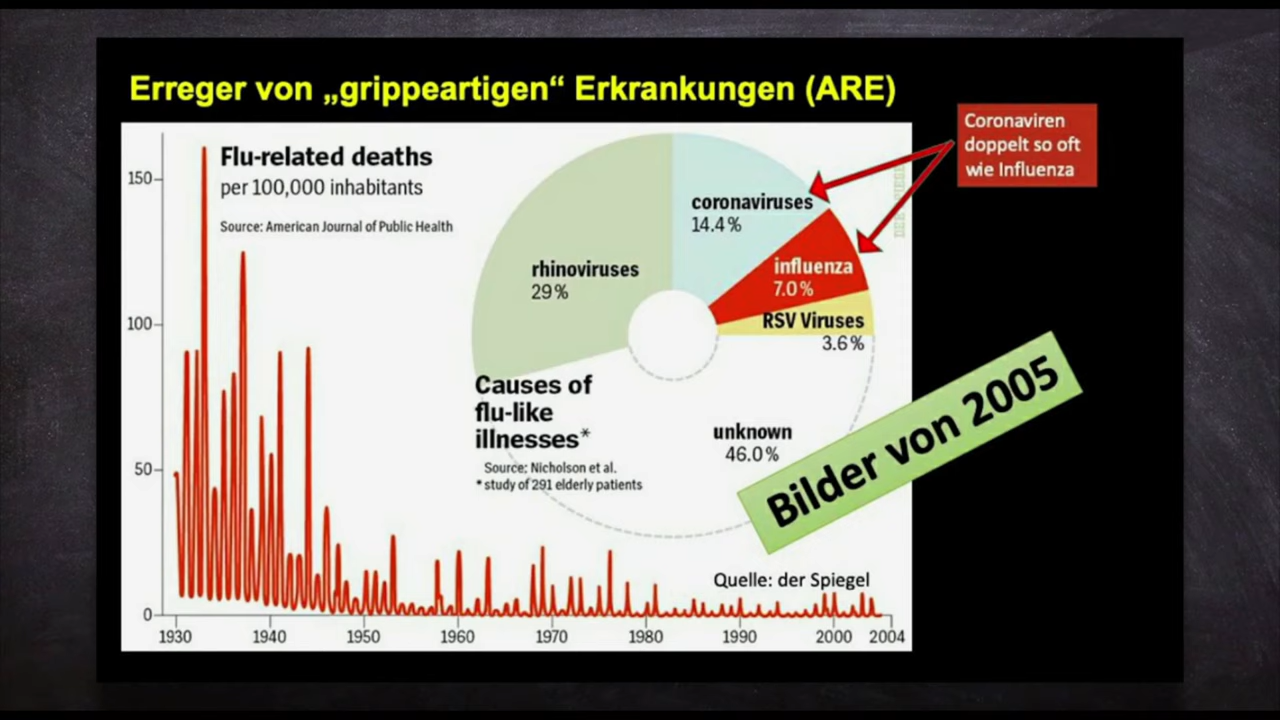 Erreger von „grippeartigen“ Erkrankungen (ARE)
Coronaviren
doppelt so oft
wie Influenza
Flu-related deaths
per 100,000 inhabitants
Source: American Journal of Public Health
150
100
50
0
1930
1940
1950
1960
1970
1980
1990
2000
2004
coronaviruses
14.4%
influenza
7.0%
RSV Viruses
3.6%
rhinoviruses
29%
unknown
46.0%
Causes of
flu-like
illnesses*
Source: Nicholson et al.
* study of 291 elderly patients
DER SPIEGEL
Bilder von 2005
Quelle: der Spiegel